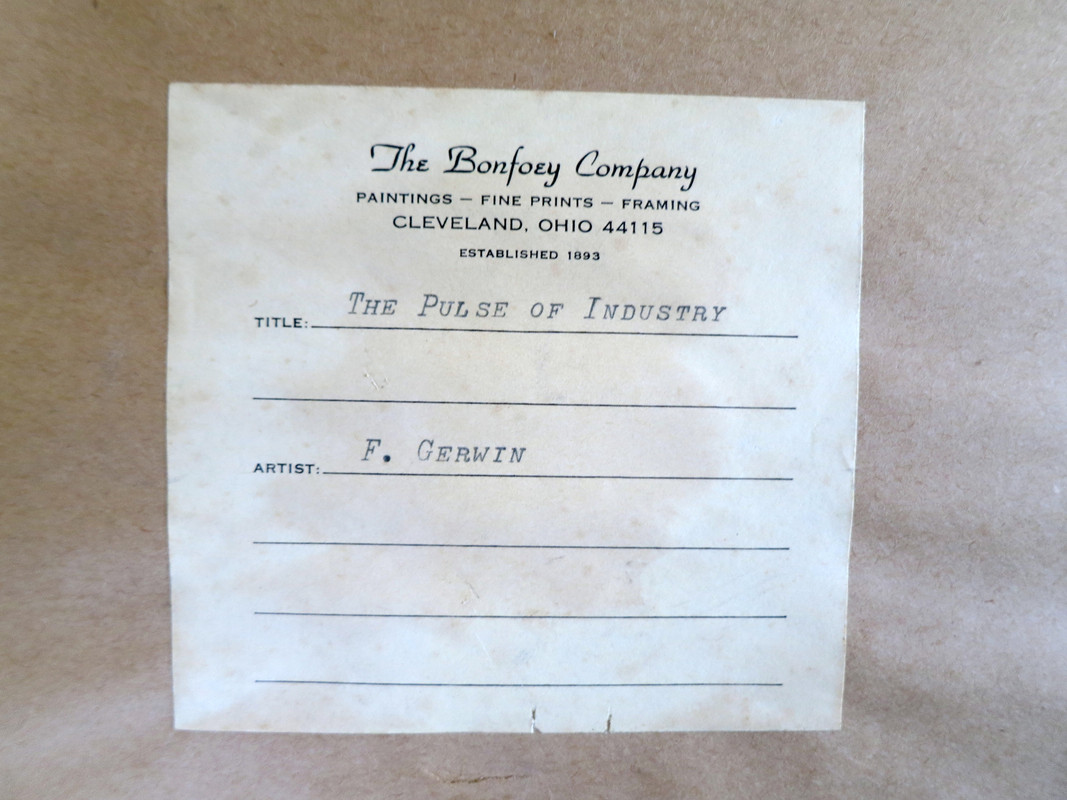 The Bonfoey Company
PAINTINGS — FINE PRINTS — FRAMING
CLEVELAND, OHIO 44115
ESTABLISHED 1893
TITLE: THE PULSE OF INDUSTRY
ARTIST: F. GERWIN